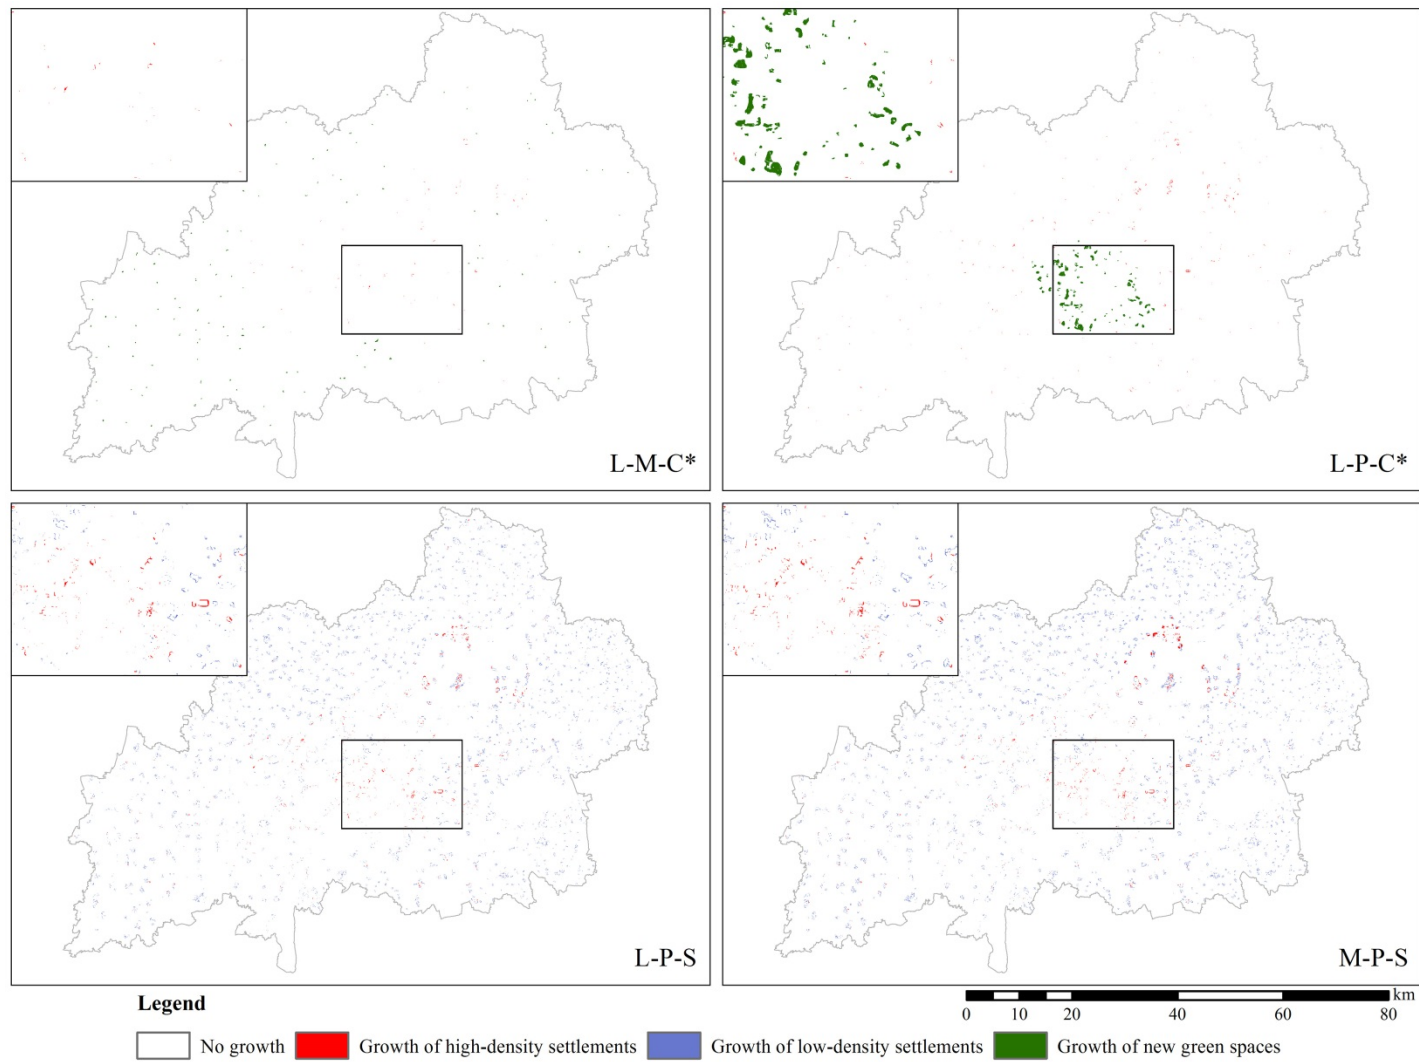 L-M-C*
L-P-C*
L-P-S
M-P-S
Legend
km
0 10 20 40 60 80
No growth Growth of high-density settlements Growth of low-density settlements Growth of new green spaces